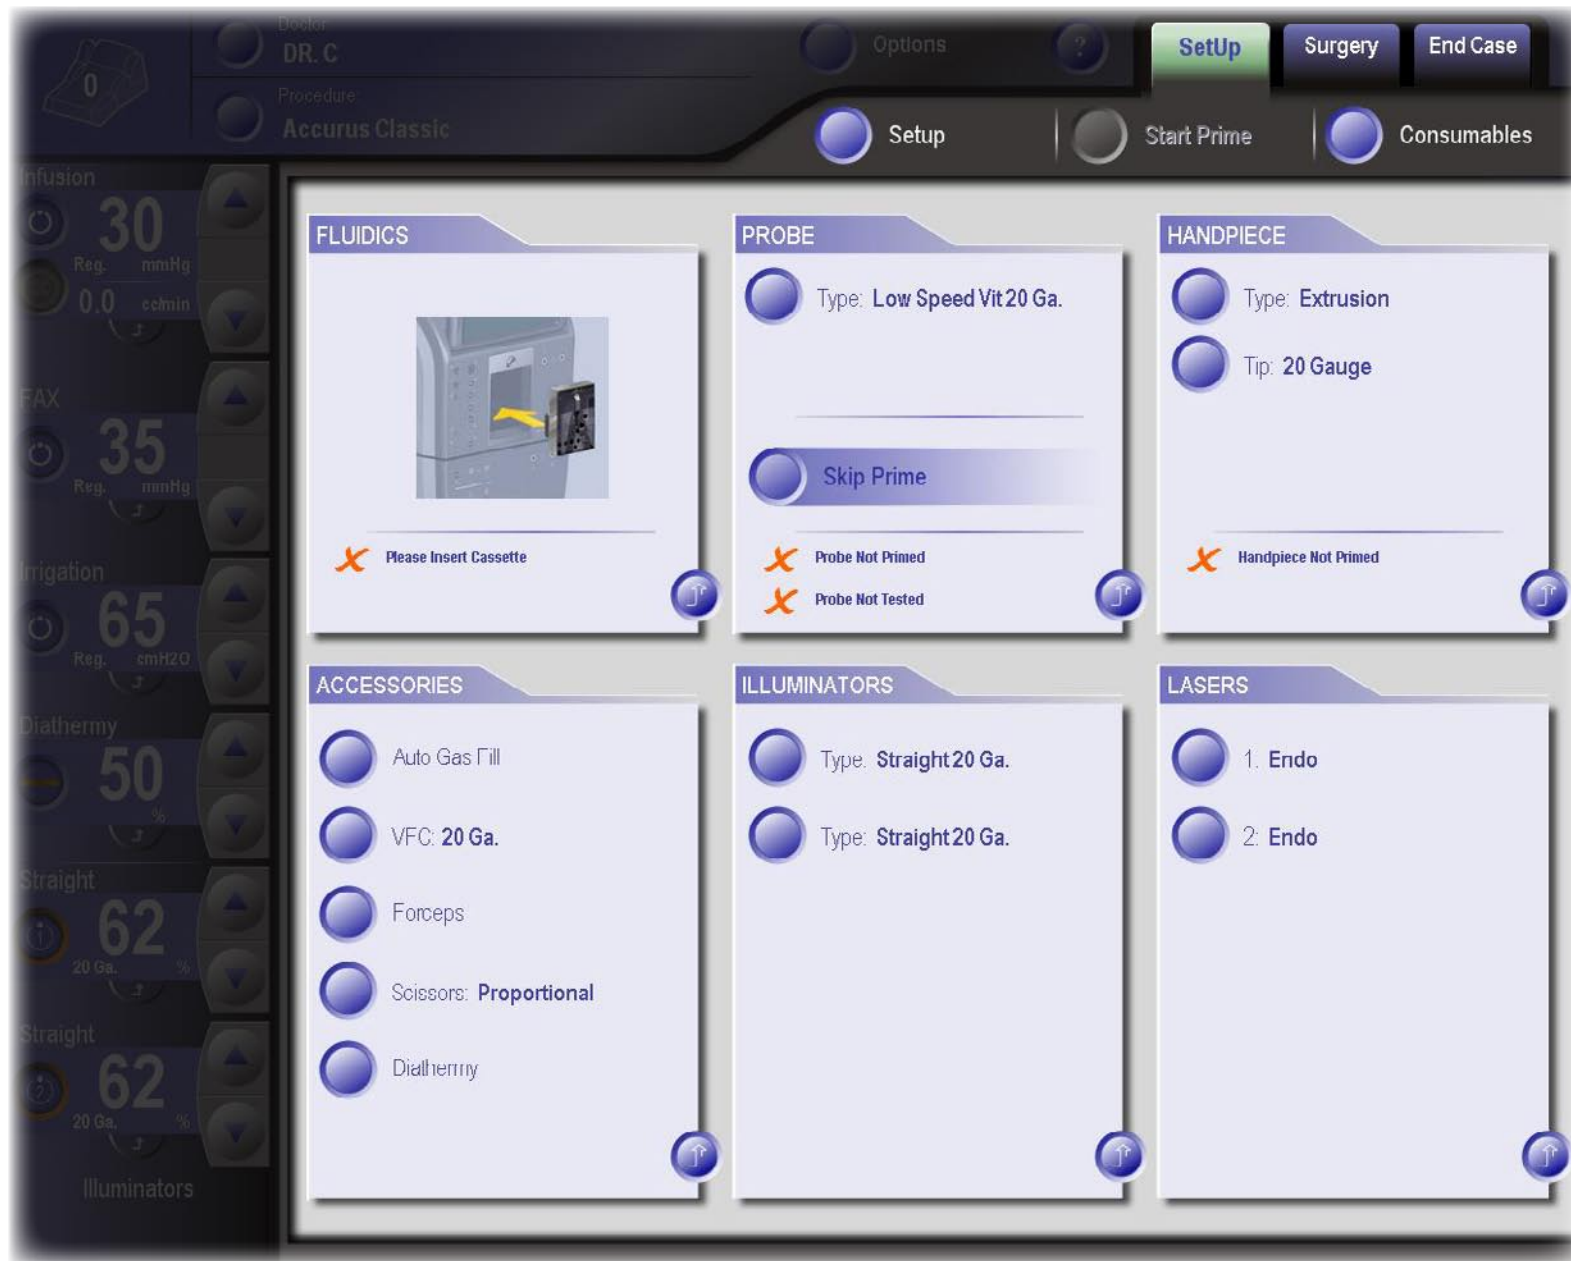 0
Doctor
DR. C
Procedure
Accurus Classic
Options
?
SetUp
Surgery
End Case
Setup
Start Prime
Consumables
Infusion
30
Reg. mmHg
0.0 cc/min
FAX
35
Reg. mmHg
Irrigation
65
Reg. cmH2O
Diathermy
50
%
Straight
1
62
20 Ga. %
Straight
2
62
20 Ga. %
Illuminators
FLUIDICS
Please Insert Cassette
PROBE
Type: Low Speed Vit 20 Ga.
Skip Prime
Probe Not Primed
Probe Not Tested
HANDPIECE
Type: Extrusion
Tip: 20 Gauge
Handpiece Not Primed
ACCESSORIES
Auto Gas Fill
VFC: 20 Ga.
Forceps
Scissors: Proportional
Diathermy
ILLUMINATORS
Type: Straight 20 Ga.
Type: Straight 20 Ga.
LASERS
1: Endo
2: Endo